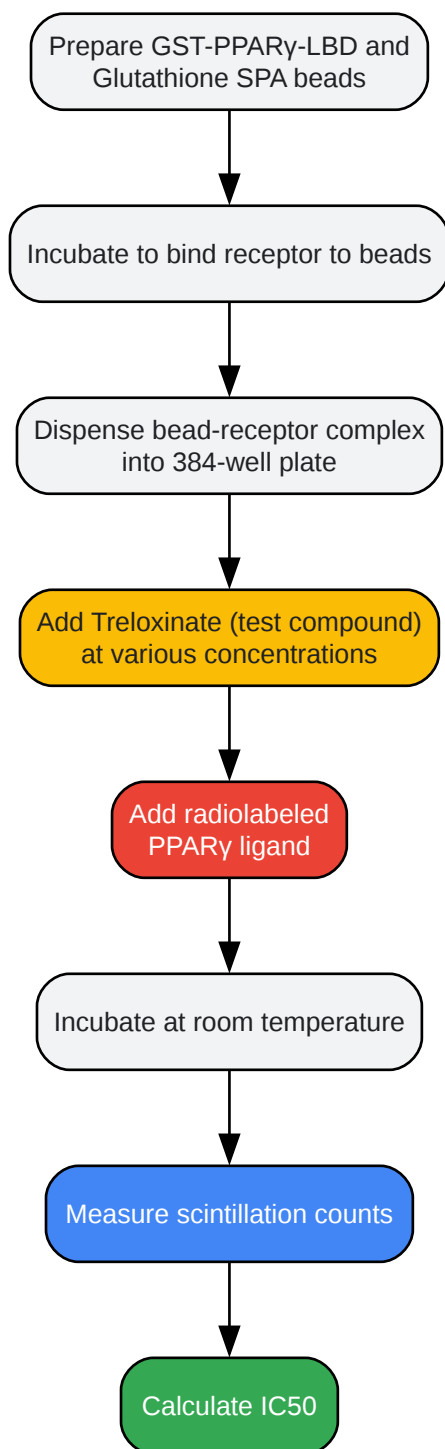 Prepare GST-PPARγ-LBD and
Glutathione SPA beads
Incubate to bind receptor to beads
Dispense bead-receptor complex
into 384-well plate
Add Treloxinate (test compound)
at various concentrations
Add radiolabeled
PPARγ ligand
Incubate at room temperature
Measure scintillation counts
Calculate IC50